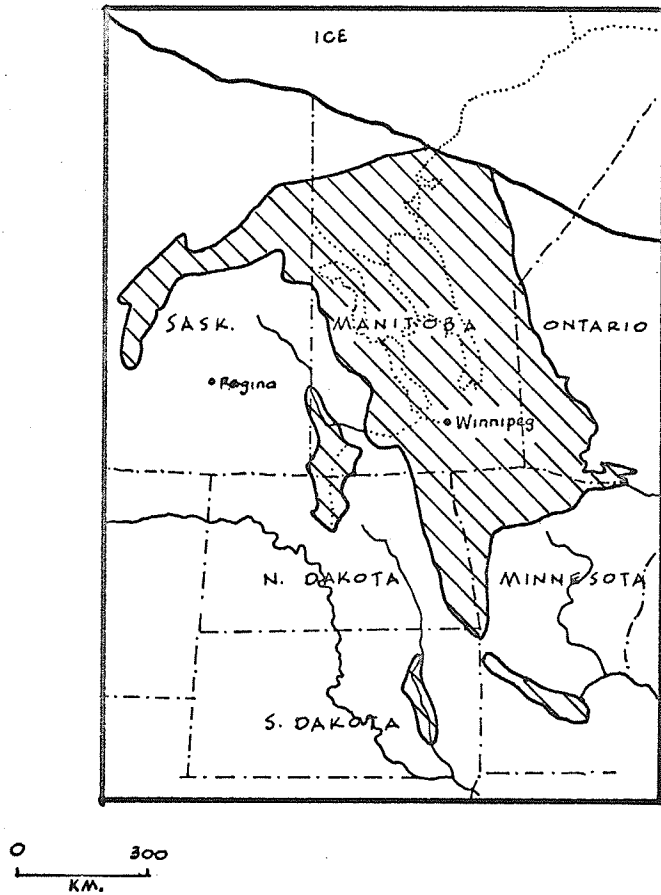 ICE
SASK.
MANITOBA
ONTARIO
Regina
Winnipeg
N. DAKOTA
MINNESOTA
S. DAKOTA
0 300
KM.